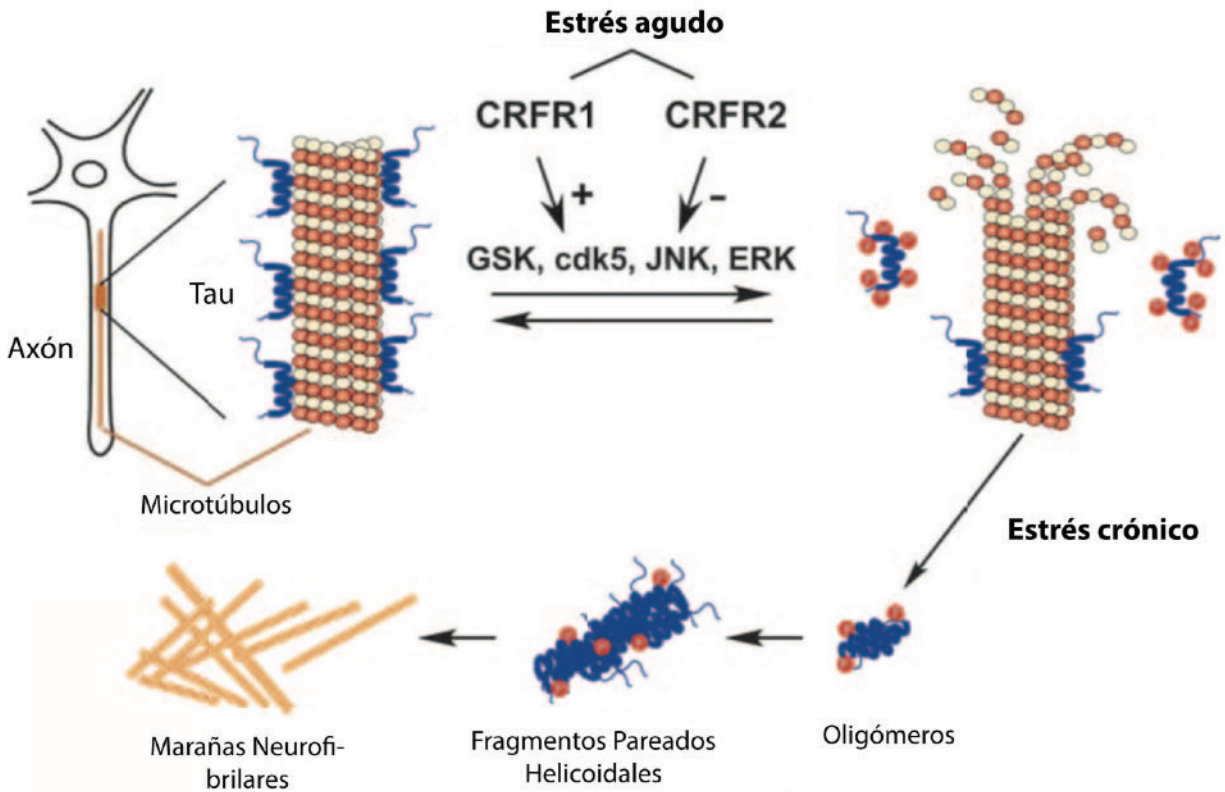 Estrés agudo
CRFR1
CRFR2
+
-
GSK, cdk5, JNK, ERK
Tau
Axón
Microtúbulos
Estrés crónico
Marañas Neurofi-
brilares
Fragmentos Pareados
Helicoidales
Oligómeros